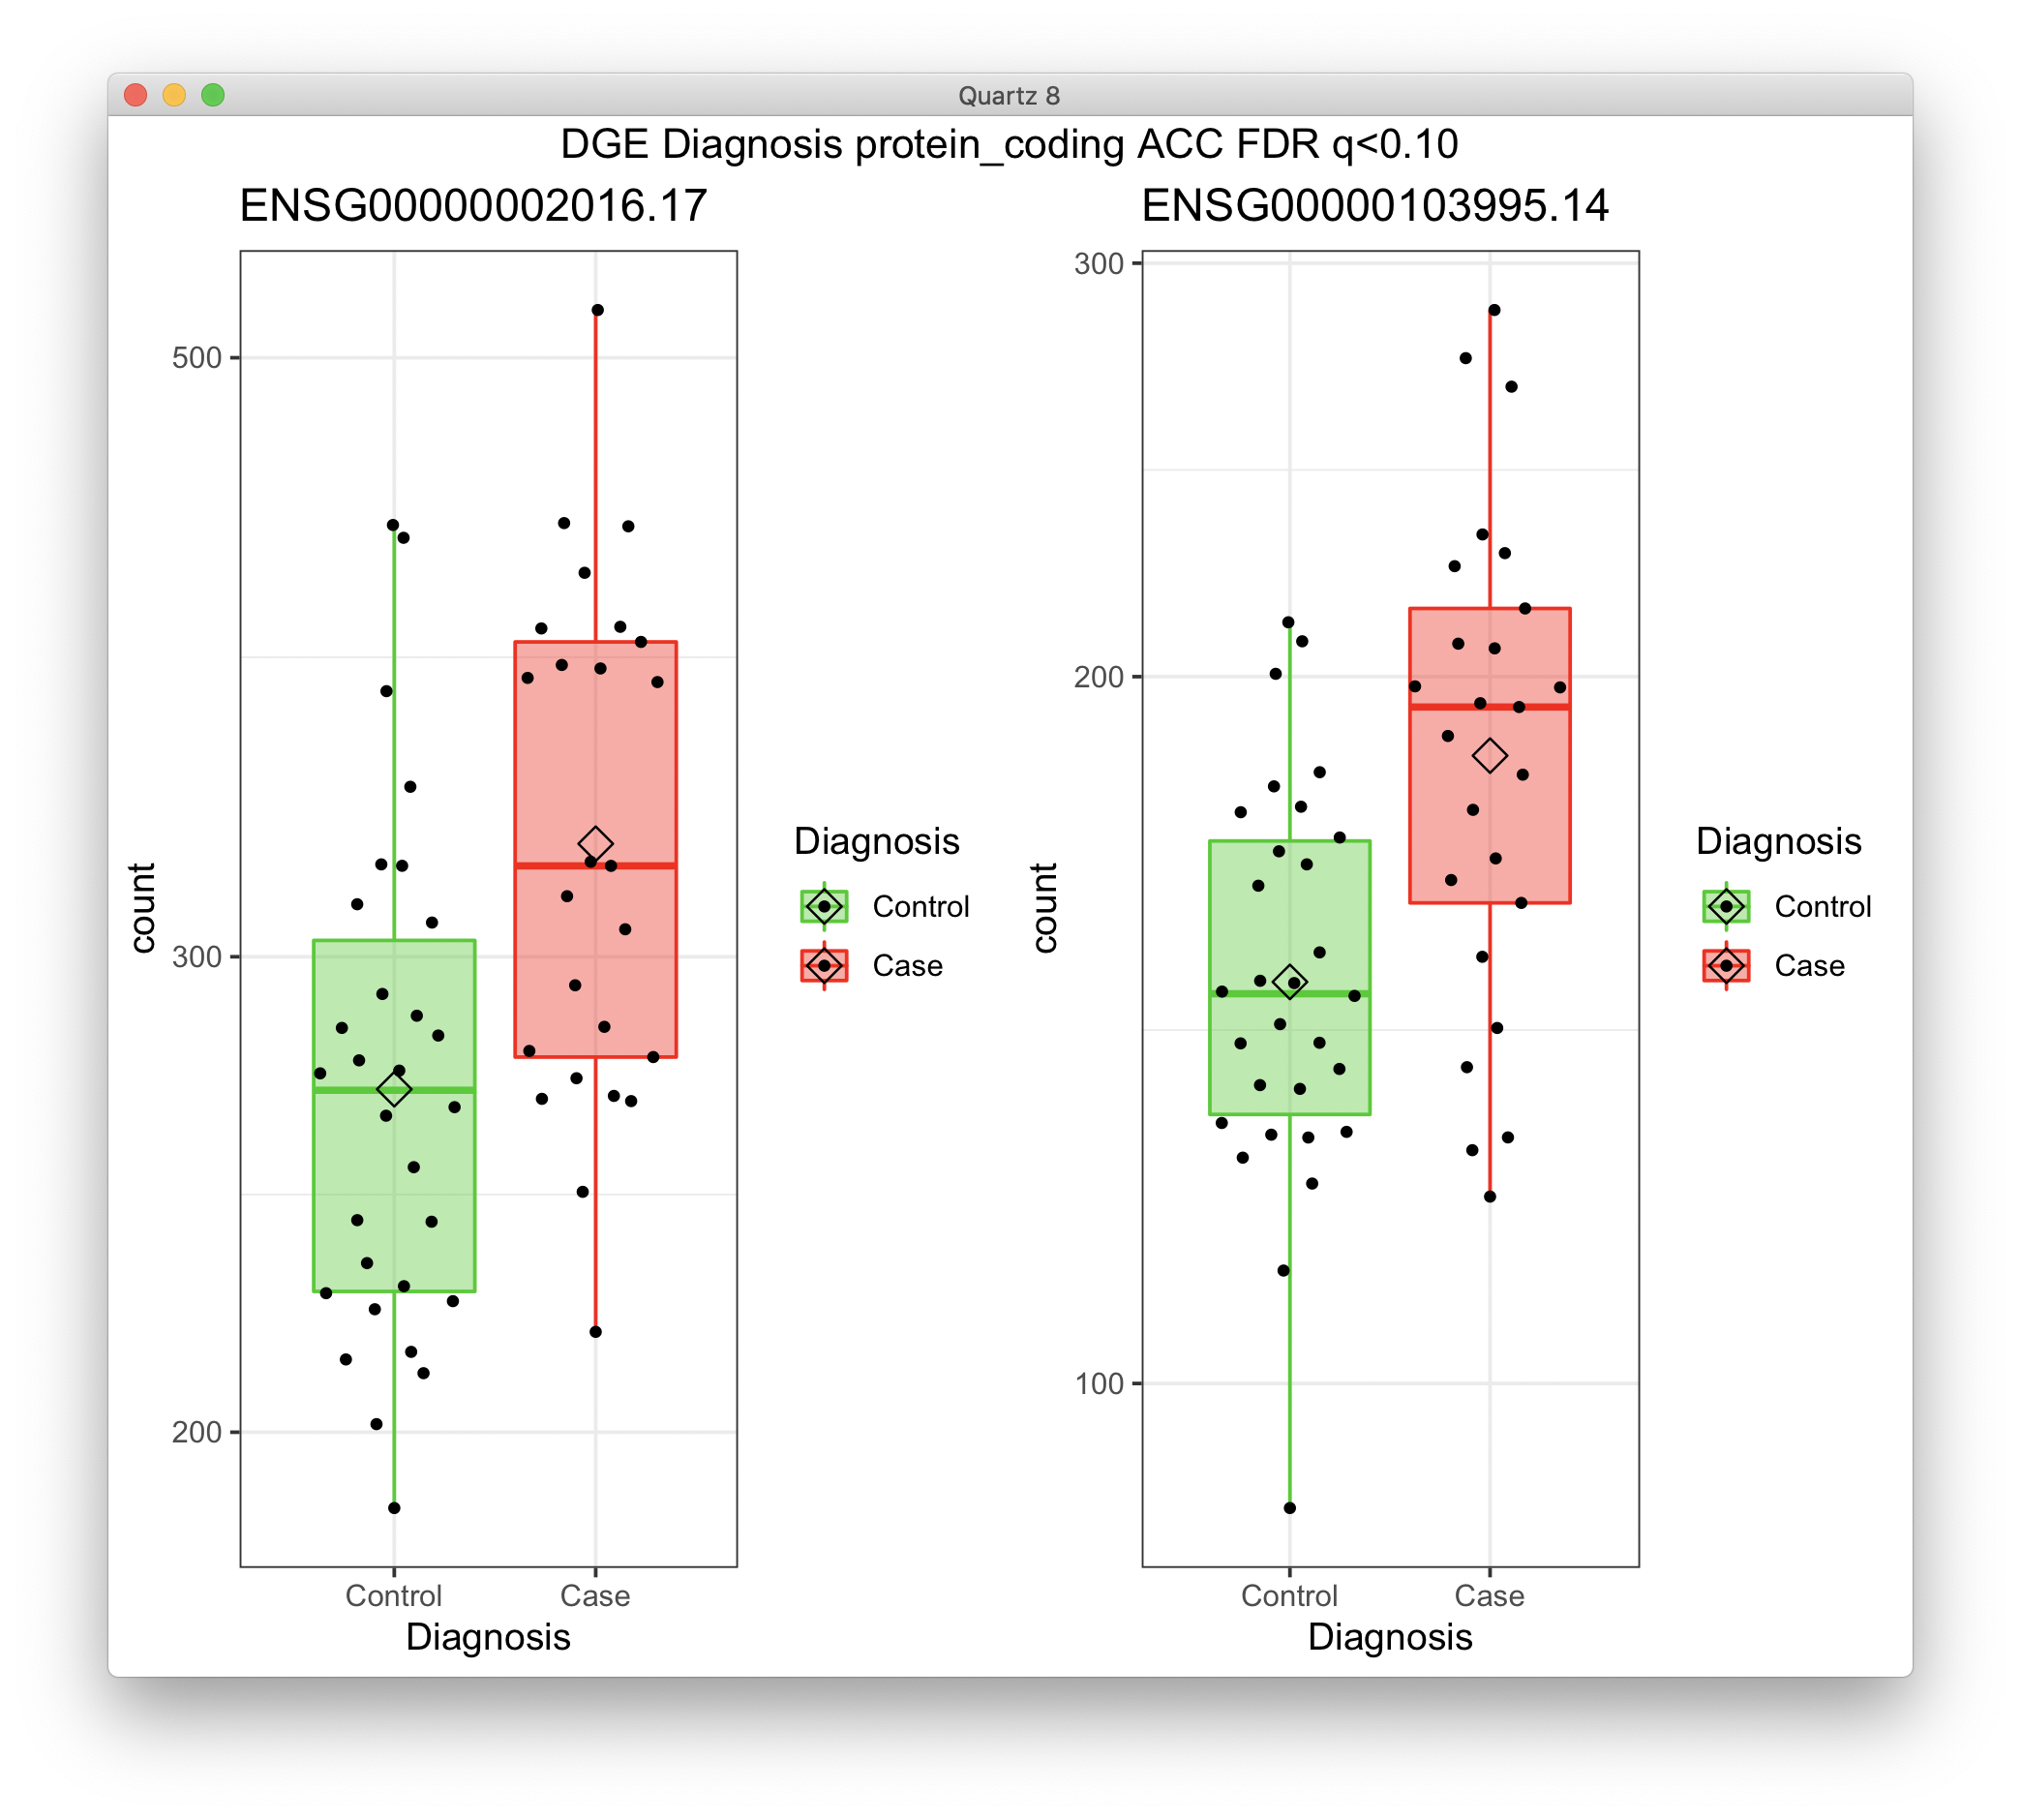 Quartz 8
DGE Diagnosis protein_coding ACC FDR q<0.10
ENSG00000002016.17
500
300
200
count
Control
Case
Diagnosis
Diagnosis
Control
Case
ENSG00000103995.14
300
200
100
count
Control
Case
Diagnosis
Diagnosis
Control
Case